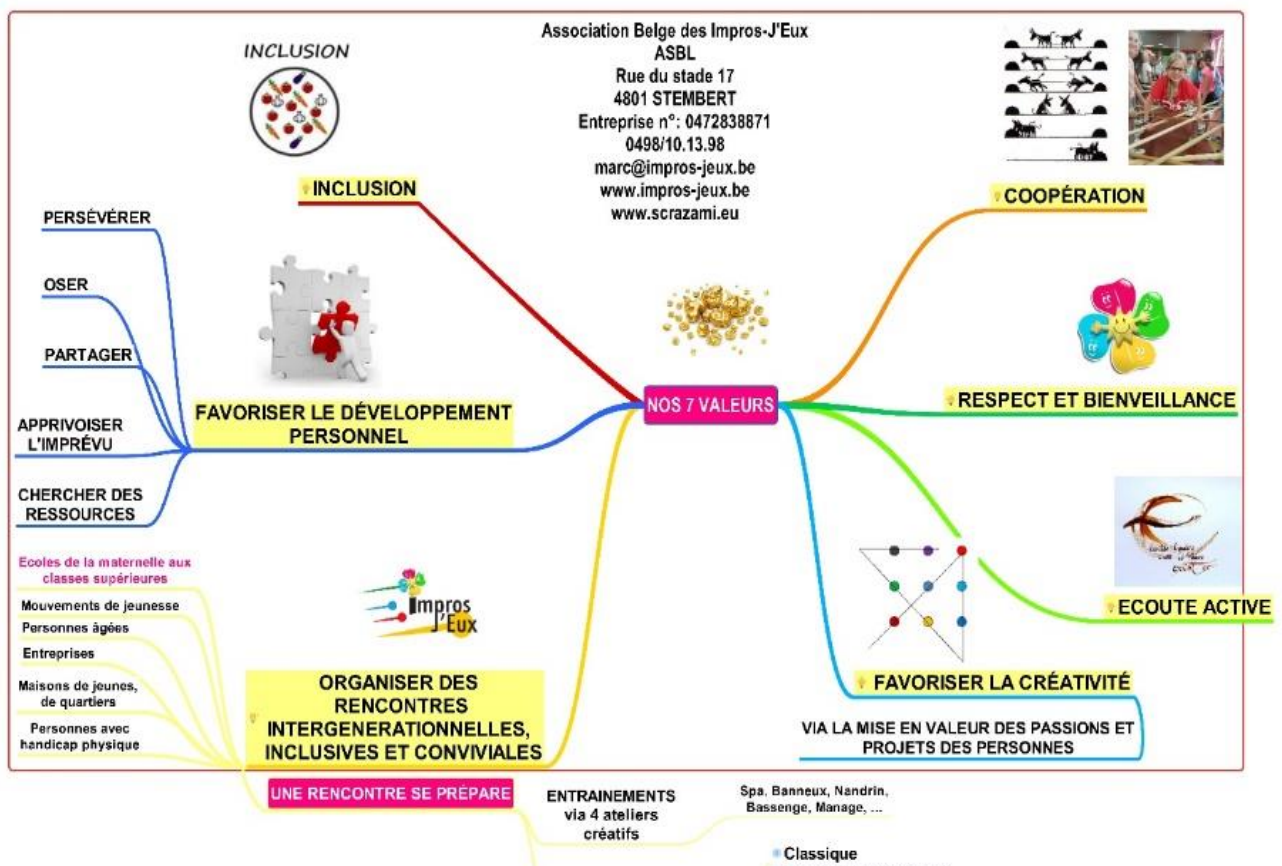 INCLUSION
Association Belge des Impros-J'Eux
ASBL
Rue du stade 17
4801 STEMBERT
Entreprise n°: 0472838871
0498/10.13.98
marc@impros-jeux.be
www.impros-jeux.be
www.scrazami.eu
INCLUSION
COOPÉRATION
PERSÉVÉRER
OSER
PARTAGER
APPRIVOISER
L'IMPRÉVU
CHERCHER DES
RESSOURCES
FAVORISER LE DÉVELOPPEMENT
PERSONNEL
NOS 7 VALEURS
RESPECT ET BIENVEILLANCE
ECOUTE ACTIVE
FAVORISER LA CRÉATIVITÉ
VIA LA MISE EN VALEUR DES PASSIONS ET
PROJETS DES PERSONNES
Impros
J'Eux
Ecoles de la maternelle aux
classes supérieures
Mouvements de jeunesse
Personnes âgées
Entreprises
Maisons de jeunes,
de quartiers
Personnes avec
handicap physique
ORGANISER DES
RENCONTRES
INTERGENERATIONNELLES,
INCLUSIVES ET CONVIVIALES
UNE RENCONTRE SE PRÉPARE
ENTRAINEMENTS
via 4 ateliers
créatifs
Spa, Banneux, Nandrin,
Bassenge, Manage, ...
Classique